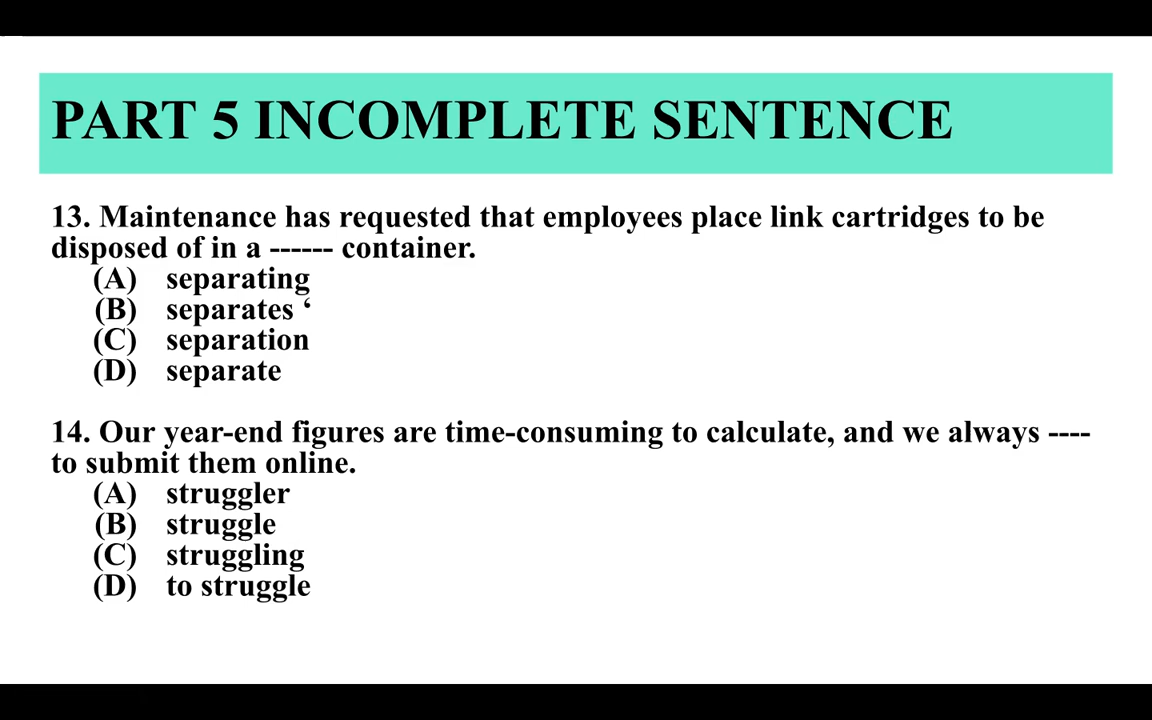 PART 5 INCOMPLETE SENTENCE
13. Maintenance has requested that employees place link cartridges to be
disposed of in a ------ container.
(A) separating
(B) separates ‘
(C) separation
(D) separate
14. Our year-end figures are time-consuming to calculate, and we always ----
to submit them online.
(A) struggler
(B) struggle
(C) struggling
(D) to struggle